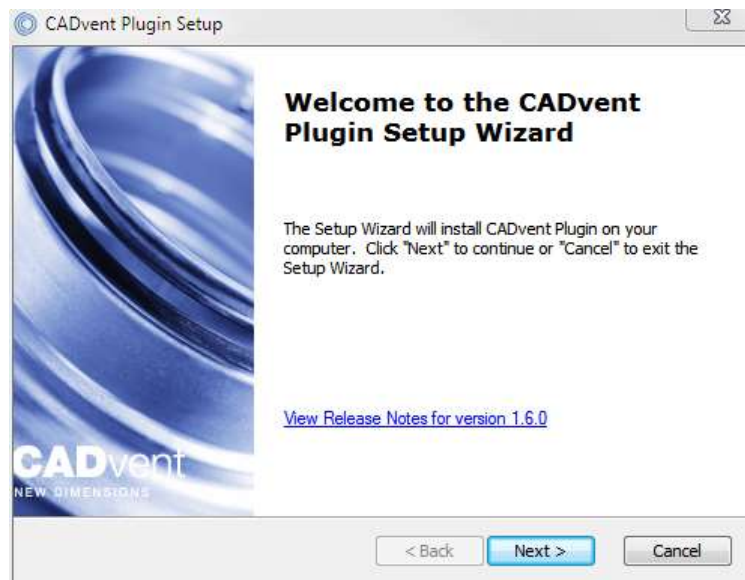 CADvent Plugin Setup
Welcome to the CADvent
Plugin Setup Wizard
The Setup Wizard will install CADvent Plugin on your
computer. Click "Next" to continue or "Cancel" to exit the
Setup Wizard.
View Release Notes for version 1.6.0
CADvent
NEW DIMENSIONS
< Back
Next >
Cancel